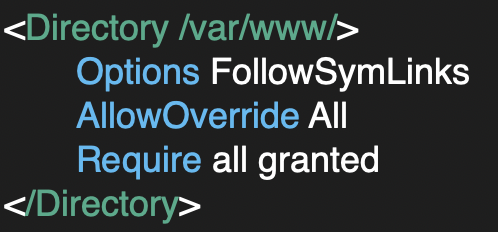 <Directory /var/www/>
Options FollowSymLinks
AllowOverride All
Require all granted
</Directory>